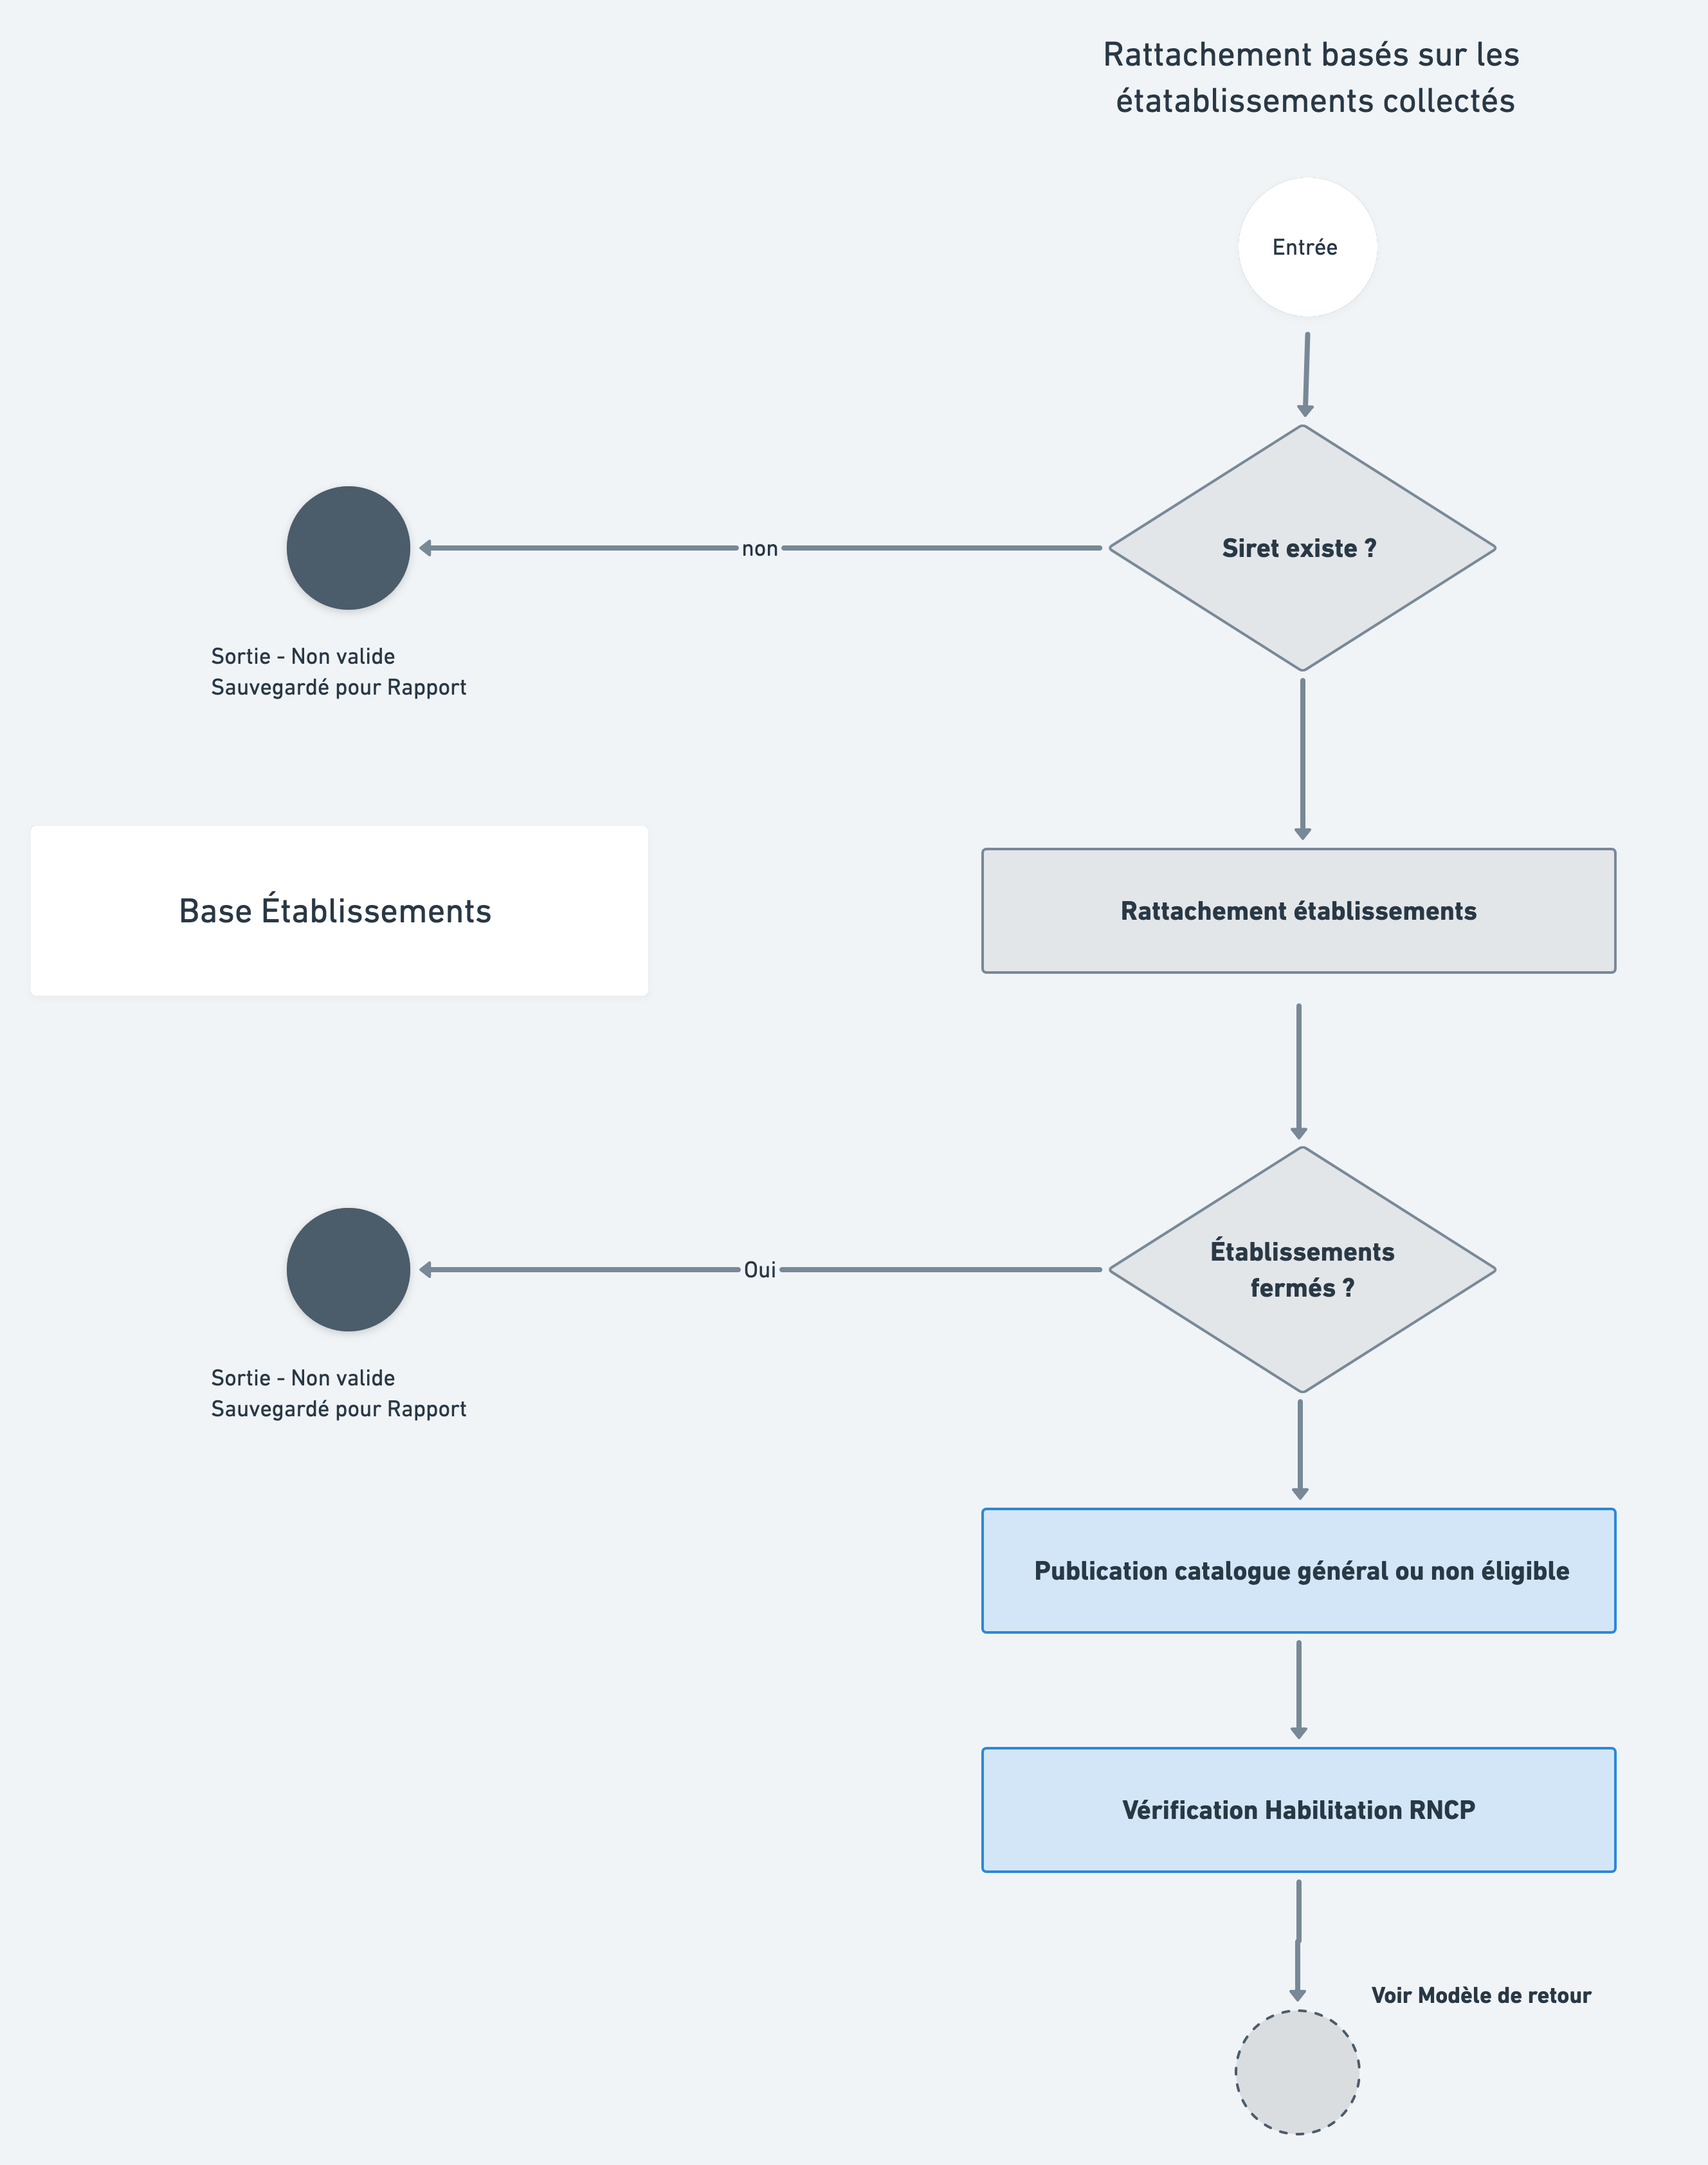 Rattachement basés sur les
étatablissements collectés
Entrée
Siret existe ?
non
Sortie - Non valide
Sauvegardé pour Rapport
Base Établissements
Rattachement établissements
Établissements
fermés ?
Oui
Sortie - Non valide
Sauvegardé pour Rapport
Publication catalogue général ou non éligible
Vérification Habilitation RNCP
Voir Modèle de retour